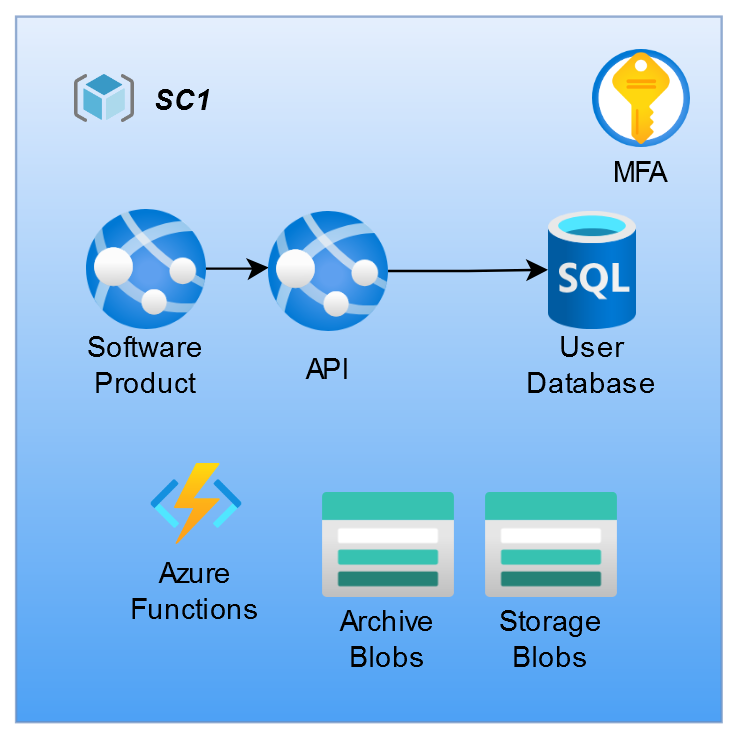 SC1
MFA
Software
Product
API
SQL
User
Database
Azure
Functions
Archive
Blobs
Storage
Blobs